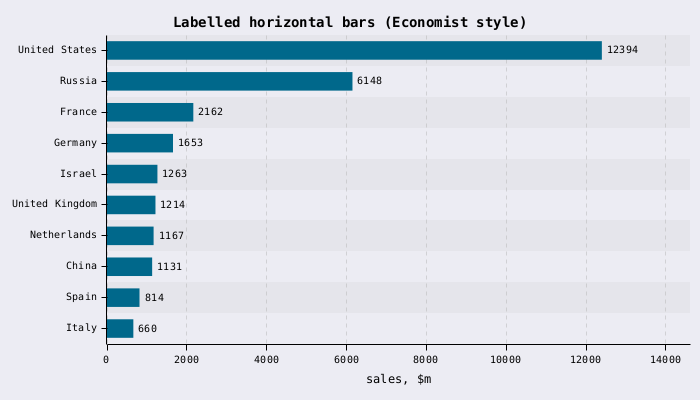 Labelled horizontal bars (Economist style)
United States 12394
Russia 6148
France 2162
Germany 1653
Israel 1263
United Kingdom 1214
Netherlands 1167
China 1131
Spain 814
Italy 660
0 2000 4000 6000 8000 10000 12000 14000
sales, $m